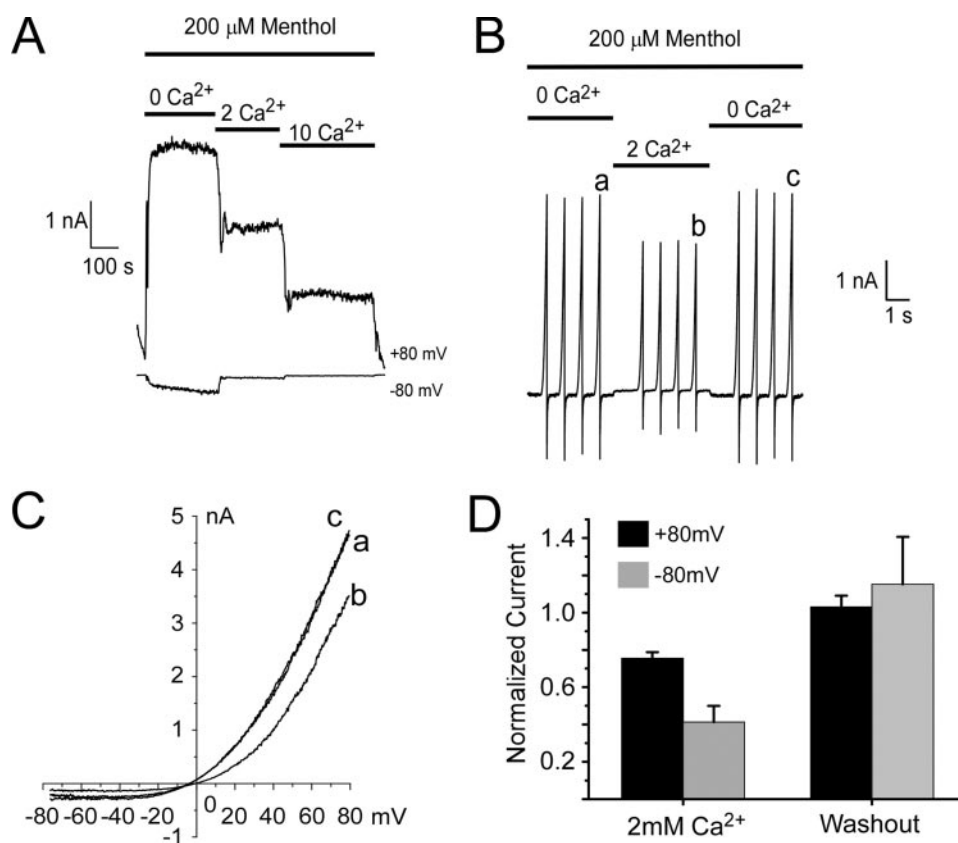 A
200 μM Menthol
0 Ca²⁺
2 Ca²⁺
10 Ca²⁺
1 nA
100 s
+80 mV
-80 mV
B
200 μM Menthol
0 Ca²⁺
0 Ca²⁺
2 Ca²⁺
a
b
c
1 nA
1 s
C
nA
5
4
3
2
1
-1
-80 -60 -40 -20 0 20 40 60 80 mV
c
a
b
D
Normalized Current
1.4
1.0
0.6
0.2
+80mV
-80mV
2mM Ca²⁺
Washout